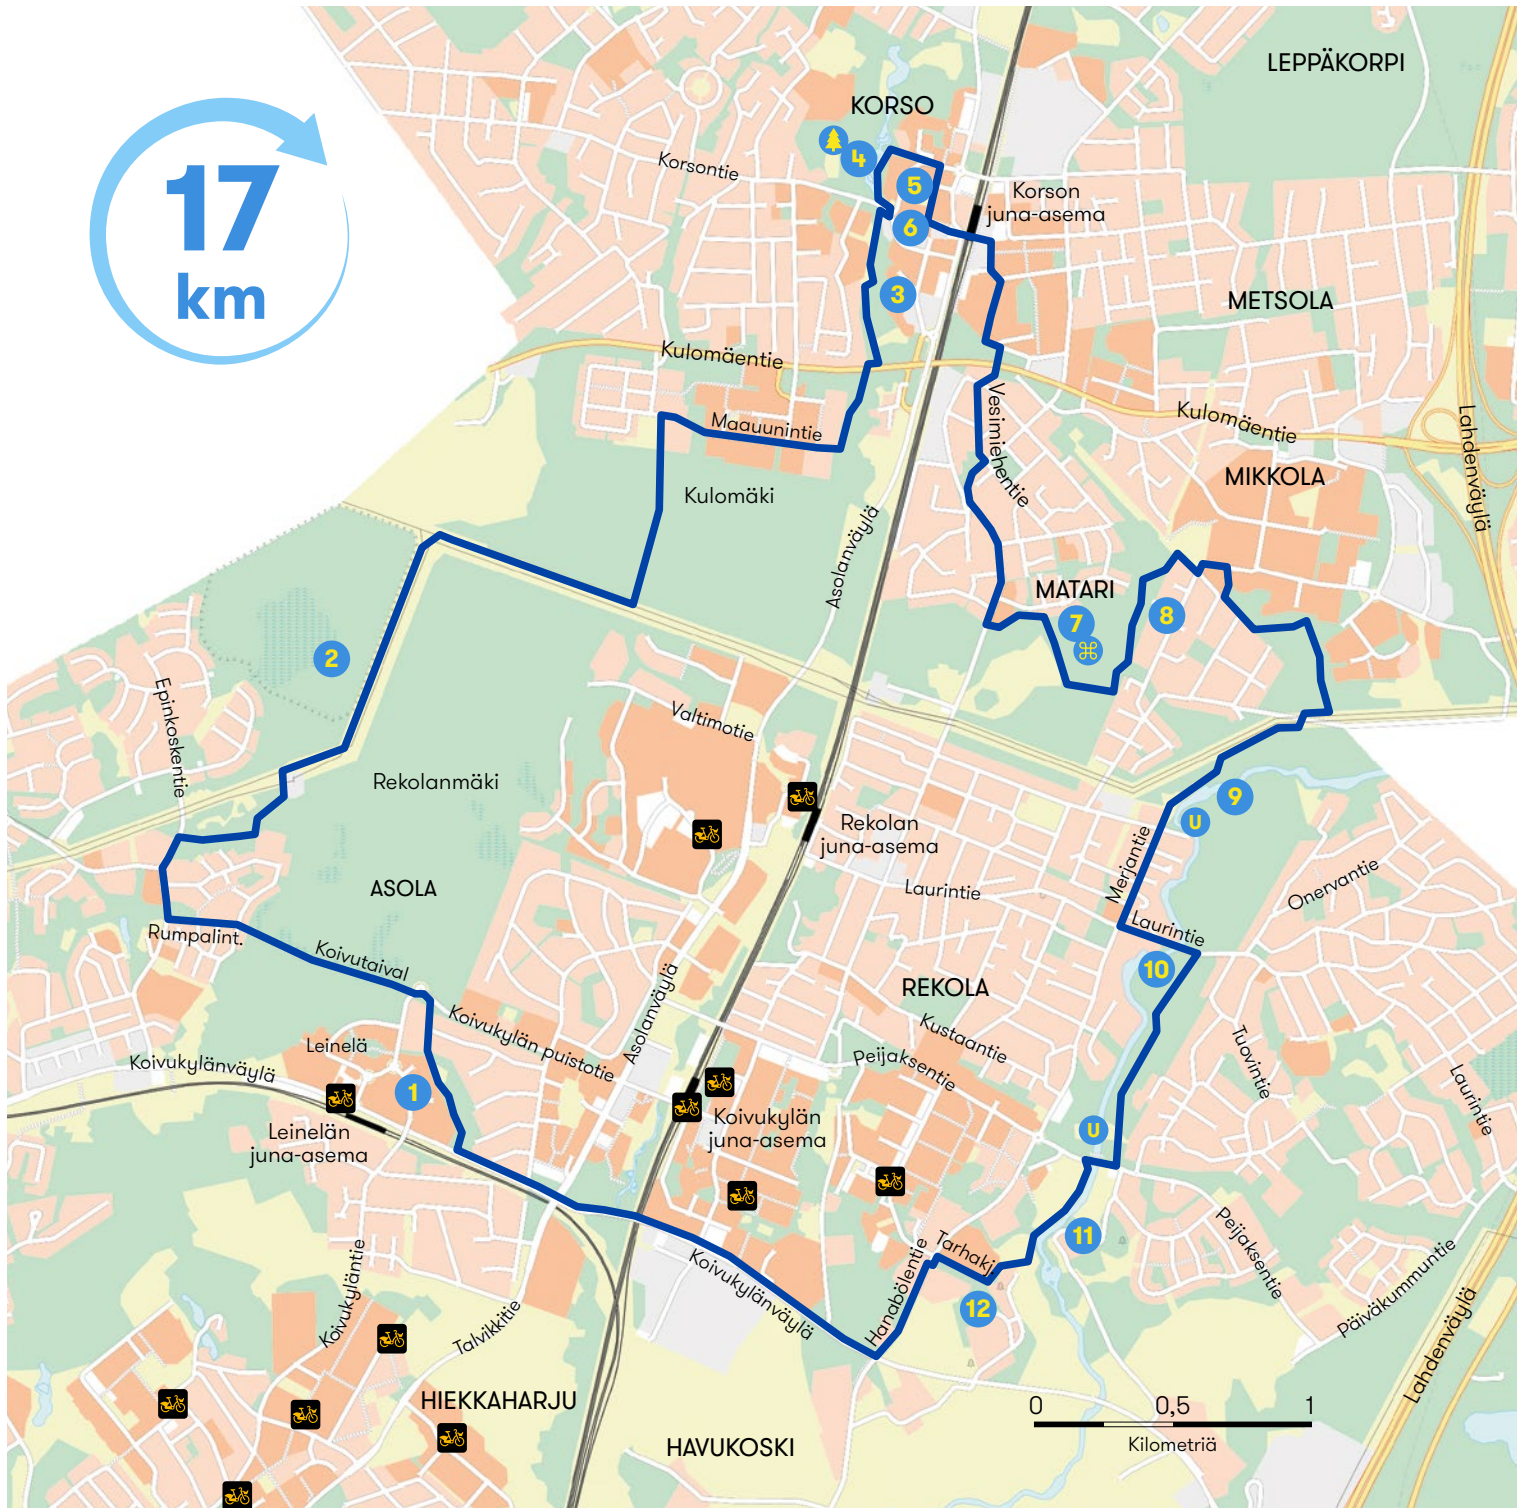 17
km
LEPPÄKORPI
KORSO
4
Korsontie
5
Korson
juna-asema
6
3
METSOLA
Kulomäentie
Vesimiehentie
Kulomäentie
Lahdenväylä
Maauunintie
MIKKOLA
Kulomäki
Asolanväylä
MATARI
7
⌘
8
2
Epinkoskentie
Valtimotie
Rekolanmäki
9
U
Rekolan
juna-asema
Merjantie
Onervantie
ASOLA
Laurintie
Laurintie
Rumpalint.
Koivutaival
10
REKOLA
Asolanväylä
Koivukylän puistotie
Kustaantie
Tuovintie
Leinelä
Peijaksentie
Koivukylänväylä
1
Laurintie
Koivukylän
juna-asema
U
Leinelän
juna-asema
11
Peijaksentie
Tarhakj.
Hanabölentie
Koivukylänväylä
Päiväkummuntie
12
Koivukyläntie
Talvikkitie
Lahdenväylä
HIEKKAHARJU
HAVUKOSKI
0 0,5 1
Kilometriä